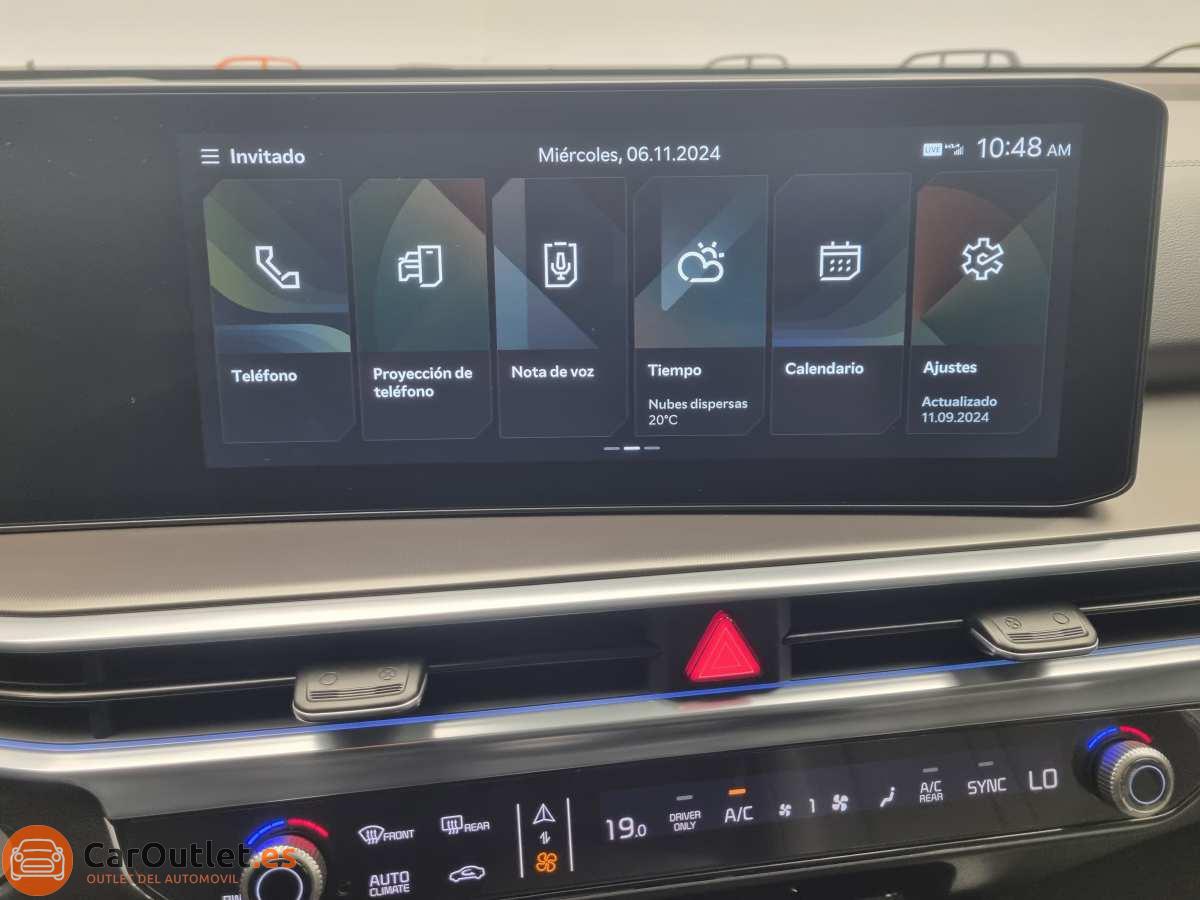 Invitado
Miércoles, 06.11.2024
LIVE
10:48 AM
Teléfono
Proyección de
teléfono
Nota de voz
Tiempo
Nubes dispersas
20°C
Calendario
Ajustes
Actualizado
11.09.2024
FRONT
REAR
AUTO
CLIMATE
19.0
DRIVER
ONLY
A/C
1
A/C
REAR
SYNC
LO
CarOutlet.es
OUTLET DEL AUTOMOVIL